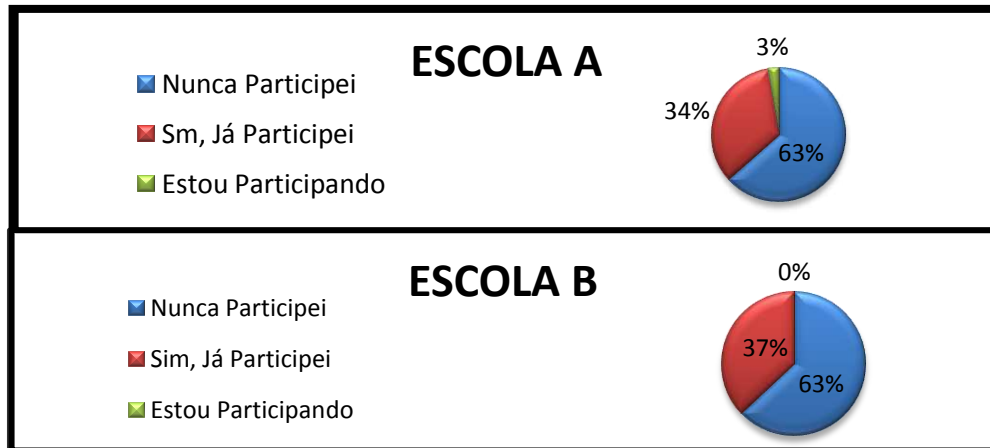 ESCOLA A
Nunca Participei
Sm, Já Participei
Estou Participando
3%
34%
63%
ESCOLA B
Nunca Participei
Sim, Já Participei
Estou Participando
0%
37%
63%